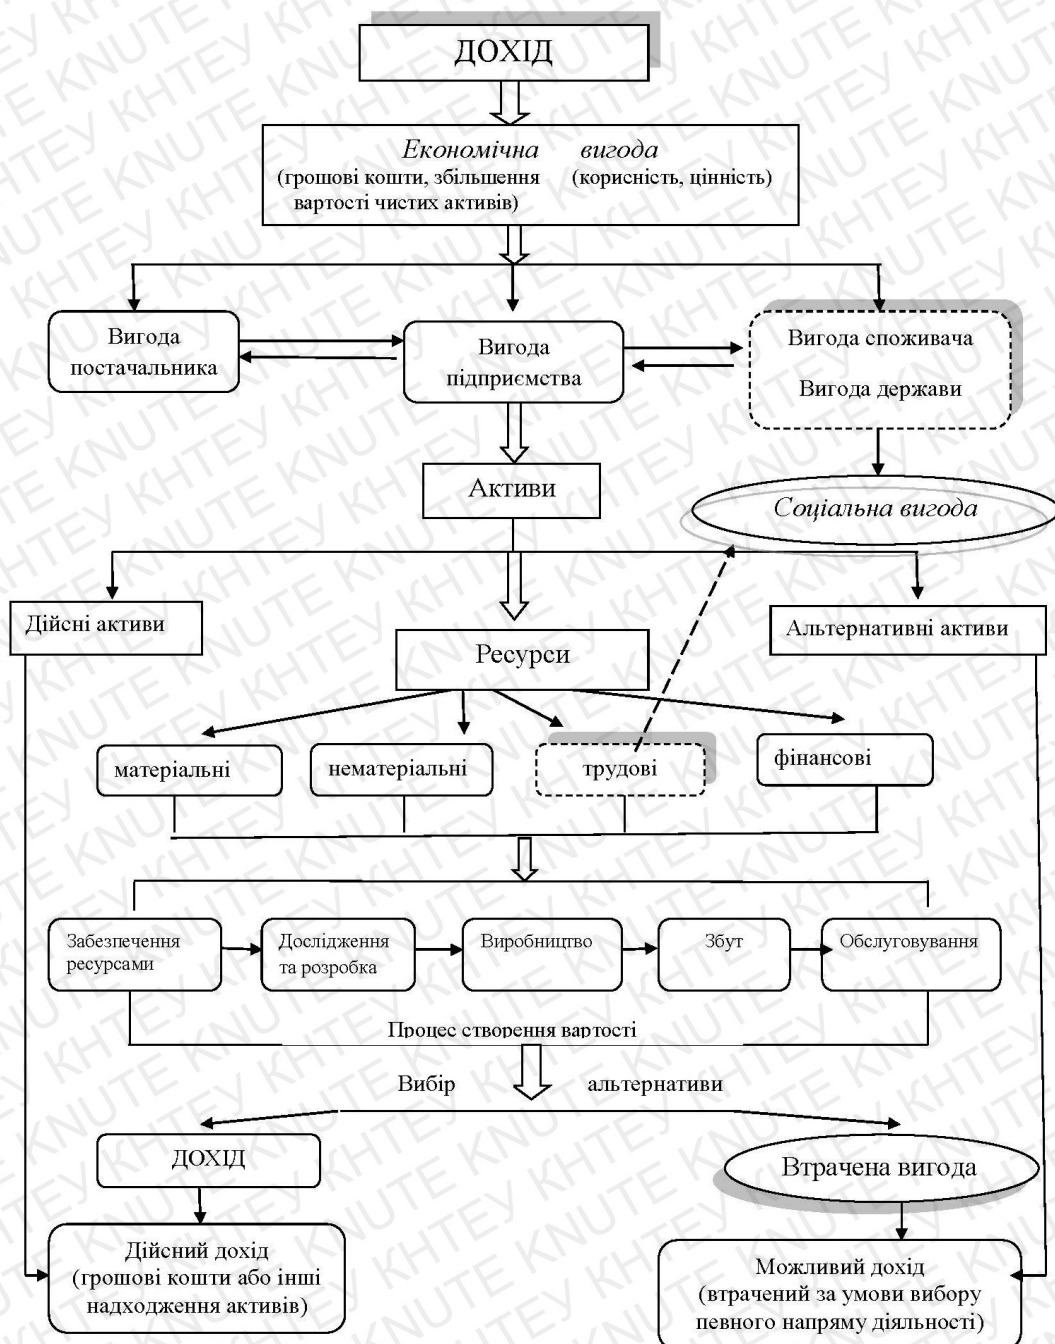 ДОХІД
Економічна вигода
(грошові кошти, збільшення (корисність, цінність)
вартості чистих активів)
Вигода
постачальника
Вигода
підприємства
Вигода споживача
Вигода держави
Активи
Соціальна вигода
Дійсні активи
Ресурси
Альтернативні активи
матеріальні
нематеріальні
трудові
фінансові
Забезпечення
ресурсами
Дослідження
та розробка
Виробництво
Збут
Обслуговування
Процес створення вартості
Вибір альтернативи
ДОХІД
Втрачена вигода
Дійсний дохід
(грошові кошти або інші
надходження активів)
Можливий дохід
(втрачений за умови вибору
певного напряму діяльності)
KNUTE КНТЕУ